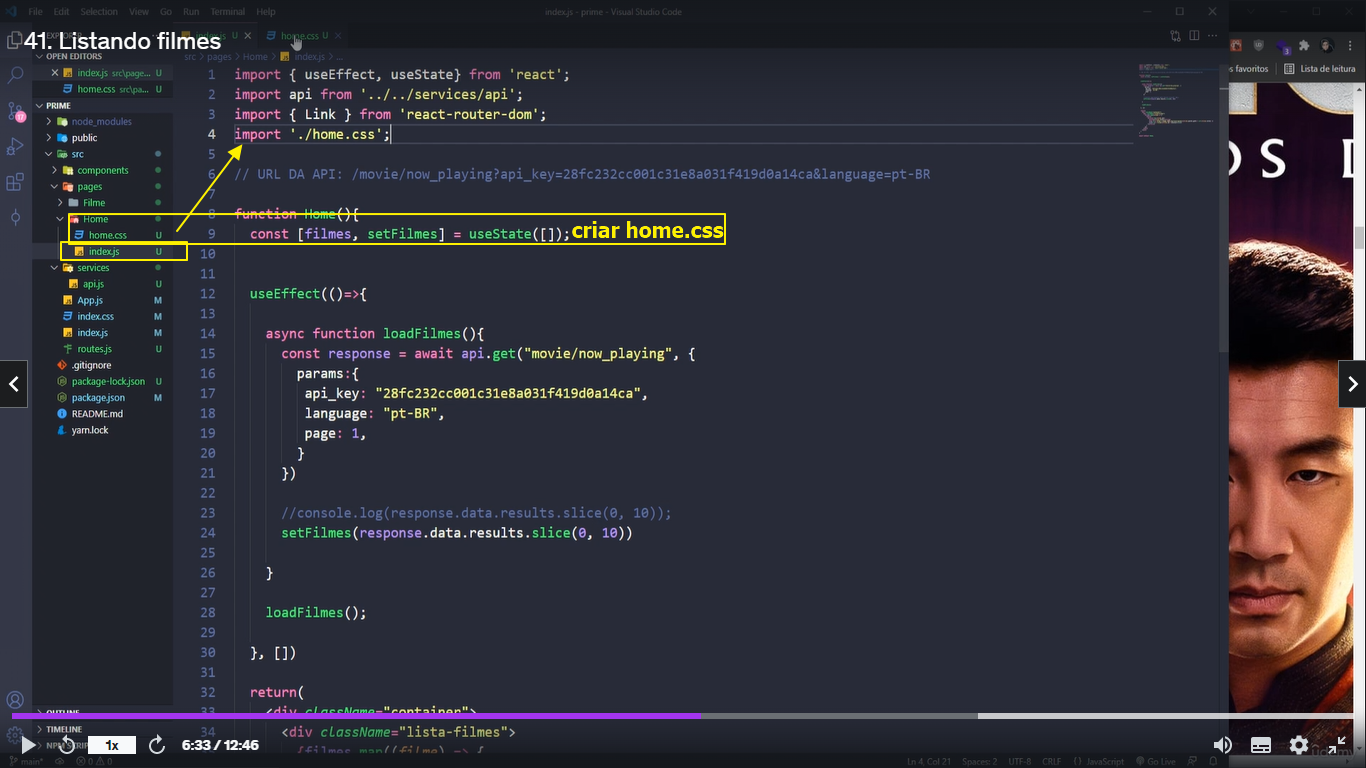 File Edit Selection View Go Run Terminal Help
index.js - prime - Visual Studio Code
41. Listando filmes
index.js U
home.css U
src > pages > Home > index.js > ...
OPEN EDITORS
index.js src\page... U
home.css src\pa... U
PRIME
node_modules
public
src
components
pages
Filme
Home
home.css U
index.js U
services
api.js U
App.js M
index.css M
index.js M
routes.js U
.gitignore
package-lock.json U
package.json M
README.md
yarn.lock
OUTLINE
TIMELINE
NPM SCRIPTS
1 import { useEffect, useState} from 'react';
2 import api from '../../services/api';
3 import { Link } from 'react-router-dom';
4 import './home.css';
5
6 // URL DA API: /movie/now_playing?api_key=28fc232cc001c31e8a031f419d0a14ca&language=pt-BR
7
8 function Home(){
9 const [filmes, setFilmes] = useState([]);
criar home.css
10
11
12 useEffect(()=>{
13
14 async function loadFilmes(){
15 const response = await api.get("movie/now_playing", {
16 params:{
17 api_key: "28fc232cc001c31e8a031f419d0a14ca",
18 language: "pt-BR",
19 page: 1,
20 }
21 })
22
23 //console.log(response.data.results.slice(0, 10));
24 setFilmes(response.data.results.slice(0, 10))
25
26 }
27
28 loadFilmes();
29
30 }, [])
31
32 return(
33 <div className="container">
34 <div className="lista-filmes">
{filmes.map((filme) => {
os favoritos
Lista de leitura
OS D
1x
6:33 / 12:46
main*
0 0
Ln 4, Col 21 Spaces: 2 UTF-8 CRLF {} JavaScript Go Live
udemy